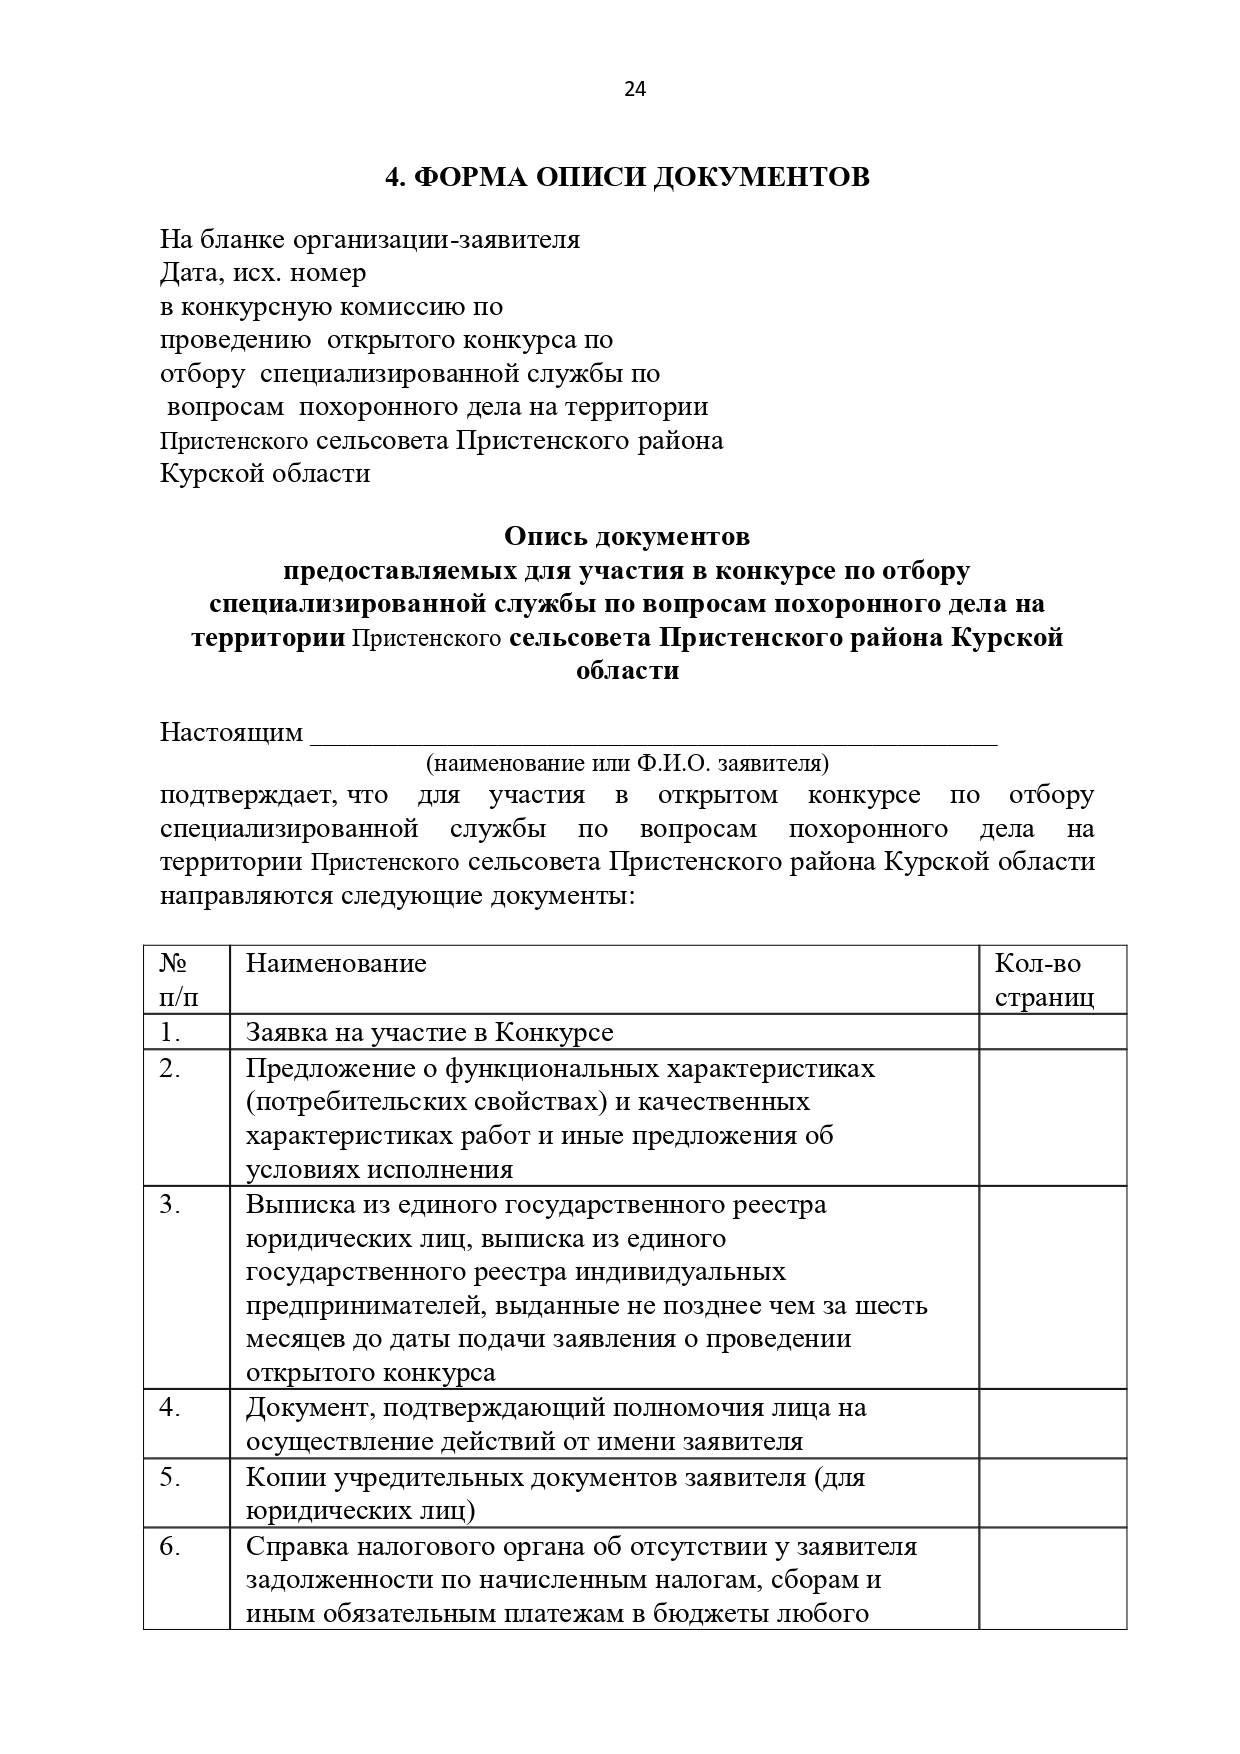 24
4. ФОРМА ОПИСИ ДОКУМЕНТОВ
На бланке организации-заявителя
Дата, исх. номер
в конкурсную комиссию по
проведению  открытого конкурса по
отбору  специализированной службы по
вопросам  похоронного дела на территории
Пристенского сельсовета Пристенского района
Курской области
Опись документов
предоставляемых для участия в конкурсе по отбору
специализированной службы по вопросам похоронного дела на
территории Пристенского сельсовета Пристенского района Курской
области
Настоящим __________________________________________________
(наименование или Ф.И.О. заявителя)
подтверждает, что для участия в открытом конкурсе по отбору
специализированной службы по вопросам похоронного дела на
территории Пристенского сельсовета Пристенского района Курской области
направляются следующие документы:
№ Наименование Кол-во
п/п страниц
1. Заявка на участие в Конкурсе
2. Предложение о функциональных характеристиках
(потребительских свойствах) и качественных
характеристиках работ и иные предложения об
условиях исполнения
3. Выписка из единого государственного реестра
юридических лиц, выписка из единого
государственного реестра индивидуальных
предпринимателей, выданные не позднее чем за шесть
месяцев до даты подачи заявления о проведении
открытого конкурса
4. Документ, подтверждающий полномочия лица на
осуществление действий от имени заявителя
5. Копии учредительных документов заявителя (для
юридических лиц)
6. Справка налогового органа об отсутствии у заявителя
задолженности по начисленным налогам, сборам и
иным обязательным платежам в бюджеты любого